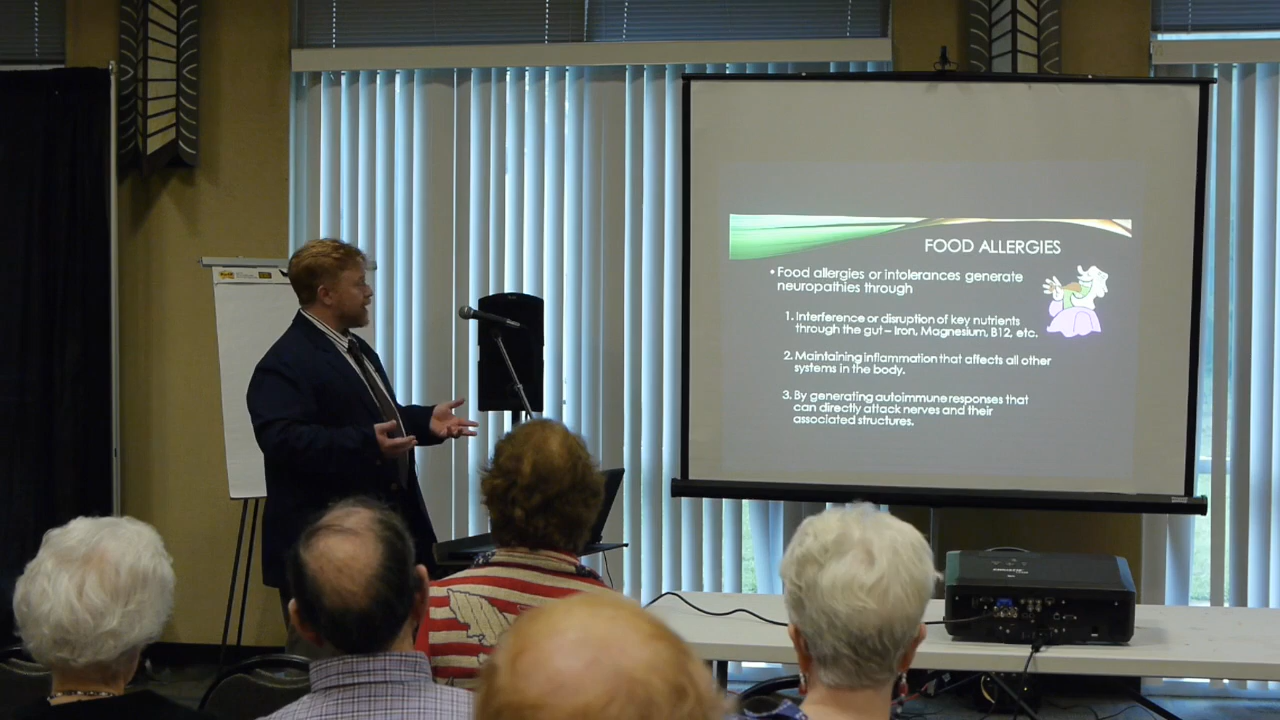 FOOD ALLERGIES
• Food allergies or intolerances generate
neuropathies through
1. Interference or disruption of key nutrients
through the gut – Iron, Magnesium, B12, etc.
2. Maintaining inflammation that affects all other
systems in the body.
3. By generating autoimmune responses that
can directly attack nerves and their
associated structures.